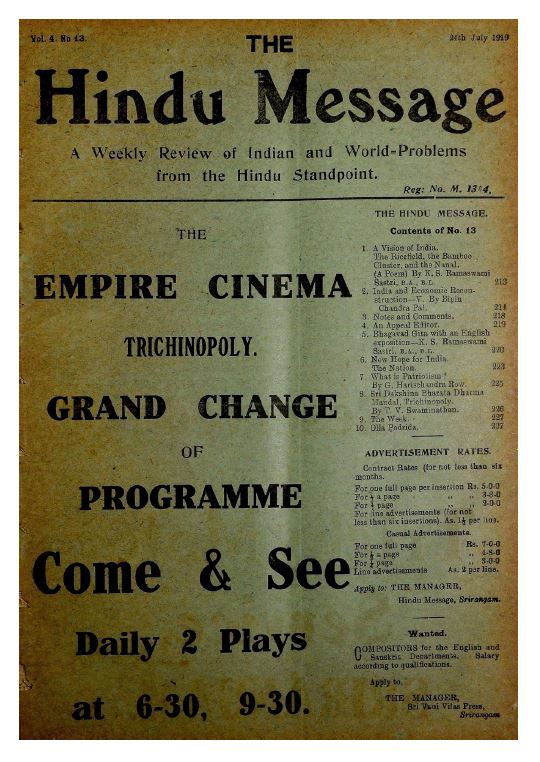 Vol. 4. No 13.
24th July 1919
THE
Hindu Message
A Weekly Review of Indian and World-Problems
from the Hindu Standpoint.
Reg: No. M. 1314.
THE
EMPIRE CINEMA
TRICHINOPOLY.
GRAND CHANGE
OF
PROGRAMME
Come & See
Daily 2 Plays
at 6-30, 9-30.
THE HINDU MESSAGE.
Contents of No. 13
1. A Vision of India.
The Ricefield, the Bamboo
Cluster, and the Nanal.
(A Poem) By K. S. Ramaswami
Sastri, B.A., B.L. 213
2. India and Economic Recon-
struction—V. By Bipin
Chandra Pal. 214
3. Notes and Comments. 218
4. An Appeal Editor. 219
5. Bhagavad Gita with an English
exposition—K. S. Ramaswami
Sastri, B.A., B.L. 220
6. New Hope for India.
The Nation. 223
7. What is Patriotism?
By G. Harischandra Row. 225
8. Sri Dakshina Bharata Dharma
Mandal, Trichinopoly.
By T. V. Swaminathan. 226
9. The Week. 227
10. Olla Podrida. 227
ADVERTISEMENT RATES.
Contract Rates (for not less than six
months.
For one full page per insertion Rs. 5-0-0
For ½ a page „ „ 3-8-0
For ¼ page „ „ 2-0-0
For line advertisements (for not
less than six insertions). As. 1½ per line.
Casual Advertisements.
For one full page Rs. 7-0-0
For ½ a page „ 4-8-0
For ¼ page „ 3-0-0
Line advertisements As. 2 per line.
Apply to: THE MANAGER,
Hindu Message, Srirangam.
Wanted.
COMPOSITORS for the English and
Sanskrit Departments. Salary
according to qualifications.
Apply to,
THE MANAGER,
Sri Vani Vilas Press,
Srirangam